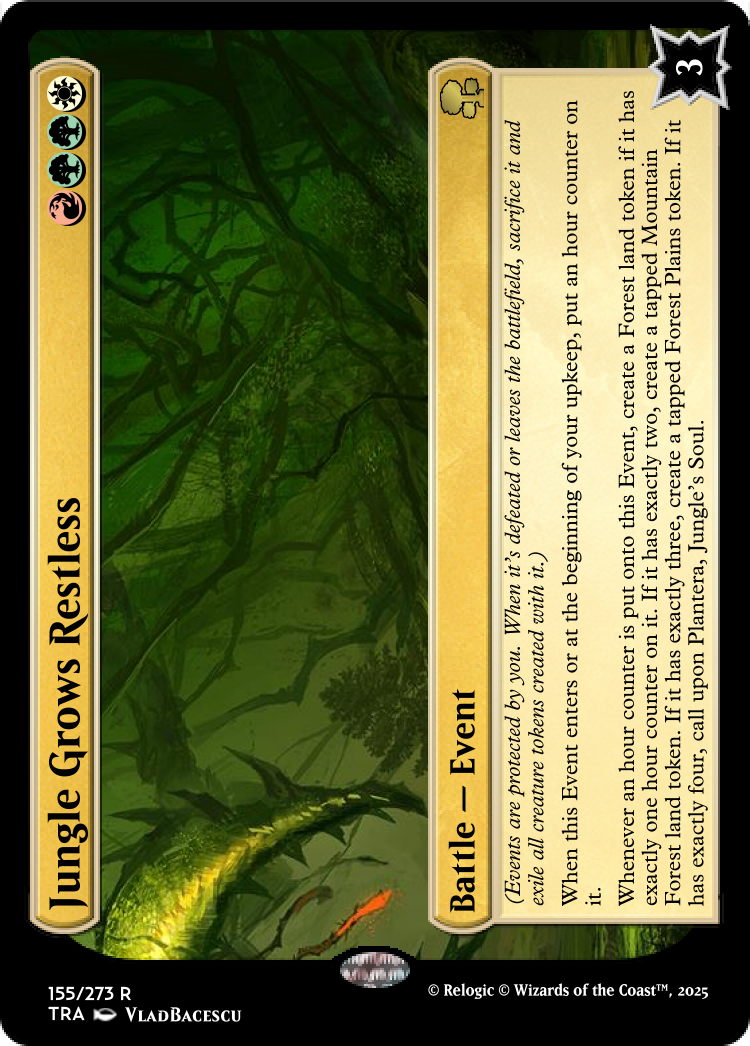 Jungle Grows Restless
Battle — Event
(Events are protected by you. When it's defeated or leaves the battlefield, sacrifice it and
exile all creature tokens created with it.)
When this Event enters or at the beginning of your upkeep, put an hour counter on
it.
Whenever an hour counter is put onto this Event, create a Forest land token if it has
exactly one hour counter on it. If it has exactly two, create a tapped Mountain
Forest land token. If it has exactly three, create a tapped Forest Plains token. If it
has exactly four, call upon Plantera, Jungle's Soul.
3
155/273 R
TRA VladBacescu
© Relogic © Wizards of the Coast™, 2025